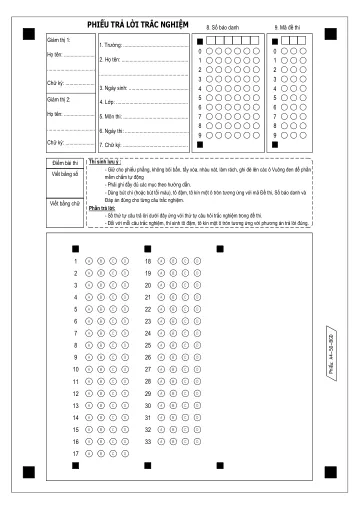 PHIẾU TRẢ LỜI TRẮC NGHIỆM
Giám thị 1:
Họ tên:
Chữ ký:
Giám thị 2:
Họ tên:
Chữ ký:
1. Trường:
2. Họ tên:
3. Ngày sinh:
4. Lớp:
5. Môn thi:
6. Ngày thi:
7. Chữ ký:
8. Số báo danh
0
1
2
3
4
5
6
7
8
9
9. Mã đề thi
0
1
2
3
4
5
6
7
8
9
Điểm bài thi
Viết bằng số
Viết bằng chữ
Thí sinh lưu ý:
- Giữ cho phiếu phẳng, không bôi bẩn, tẩy xóa, nhàu nát, làm rách, ghi đè lên các ô Vuông đen để phần
mềm chấm tự động
- Phải ghi đầy đủ các mục theo hướng dẫn.
- Dùng bút chì (hoặc bút tối màu), tô đậm, tô kín một ô tròn tương ứng với mã Đề thi, Số báo danh và
Đáp án đúng cho từng câu trắc nghiệm.
Phần trả lời:
- Số thứ tự câu trả lời dưới đây ứng với thứ tự câu hỏi trắc nghiệm trong đề thi.
- Đối với mỗi câu trắc nghiệm, thí sinh tô đậm, tô kín một ô tròn tương ứng với phương án trả lời đúng.
1 A B C D
2 A B C D
3 A B C D
4 A B C D
5 A B C D
6 A B C D
7 A B C D
8 A B C D
9 A B C D
10 A B C D
11 A B C D
12 A B C D
13 A B C D
14 A B C D
15 A B C D
16 A B C D
17 A B C D
18 A B C D
19 A B C D
20 A B C D
21 A B C D
22 A B C D
23 A B C D
24 A B C D
25 A B C D
26 A B C D
27 A B C D
28 A B C D
29 A B C D
30 A B C D
31 A B C D
32 A B C D
33 A B C D